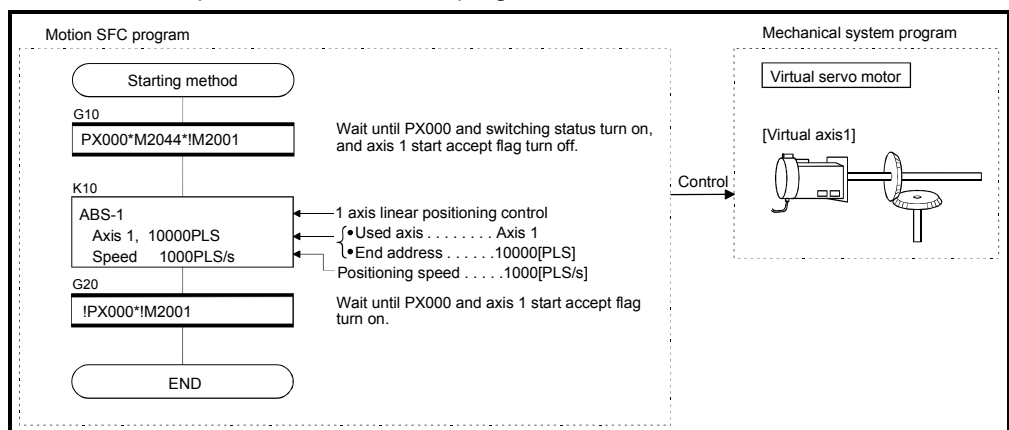 Motion SFC program
Starting method
G10
PX000*M2044*!M2001
Wait until PX000 and switching status turn on,
and axis 1 start accept flag turn off.
K10
ABS-1
Axis 1, 10000PLS
Speed 1000PLS/s
1 axis linear positioning control
•Used axis . . . . . . . . Axis 1
•End address . . . . . .10000[PLS]
Positioning speed . . . . .1000[PLS/s]
G20
!PX000*!M2001
Wait until PX000 and axis 1 start accept flag
turn on.
END
Control
Mechanical system program
Virtual servo motor
[Virtual axis1]